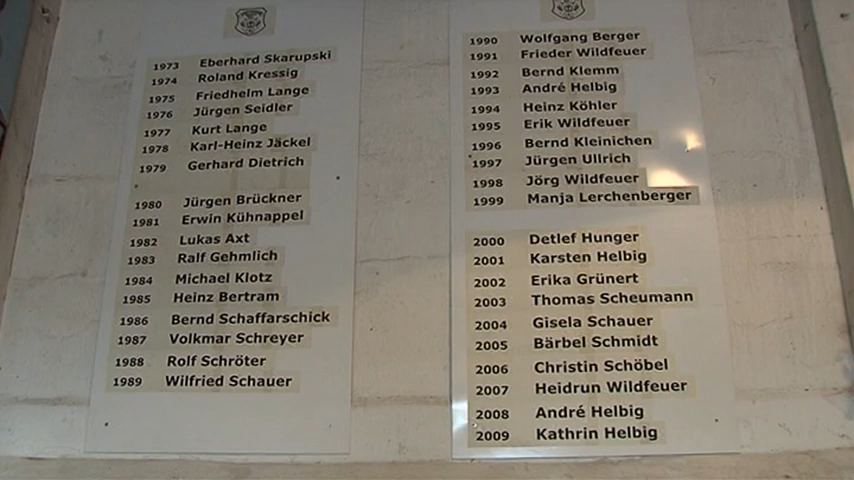 1973 Eberhard Skarupski
1974 Roland Kressig
1975 Friedhelm Lange
1976 Jürgen Seidler
1977 Kurt Lange
1978 Karl-Heinz Jäckel
1979 Gerhard Dietrich
1980 Jürgen Brückner
1981 Erwin Kühnappel
1982 Lukas Axt
1983 Ralf Gehmlich
1984 Michael Klotz
1985 Heinz Bertram
1986 Bernd Schaffarschick
1987 Volkmar Schreyer
1988 Rolf Schröter
1989 Wilfried Schauer
1990 Wolfgang Berger
1991 Frieder Wildfeuer
1992 Bernd Klemm
1993 André Helbig
1994 Heinz Köhler
1995 Erik Wildfeuer
1996 Bernd Kleinichen
1997 Jürgen Ullrich
1998 Jörg Wildfeuer
1999 Manja Lerchenberger
2000 Detlef Hunger
2001 Karsten Helbig
2002 Erika Grünert
2003 Thomas Scheumann
2004 Gisela Schauer
2005 Bärbel Schmidt
2006 Christin Schöbel
2007 Heidrun Wildfeuer
2008 André Helbig
2009 Kathrin Helbig